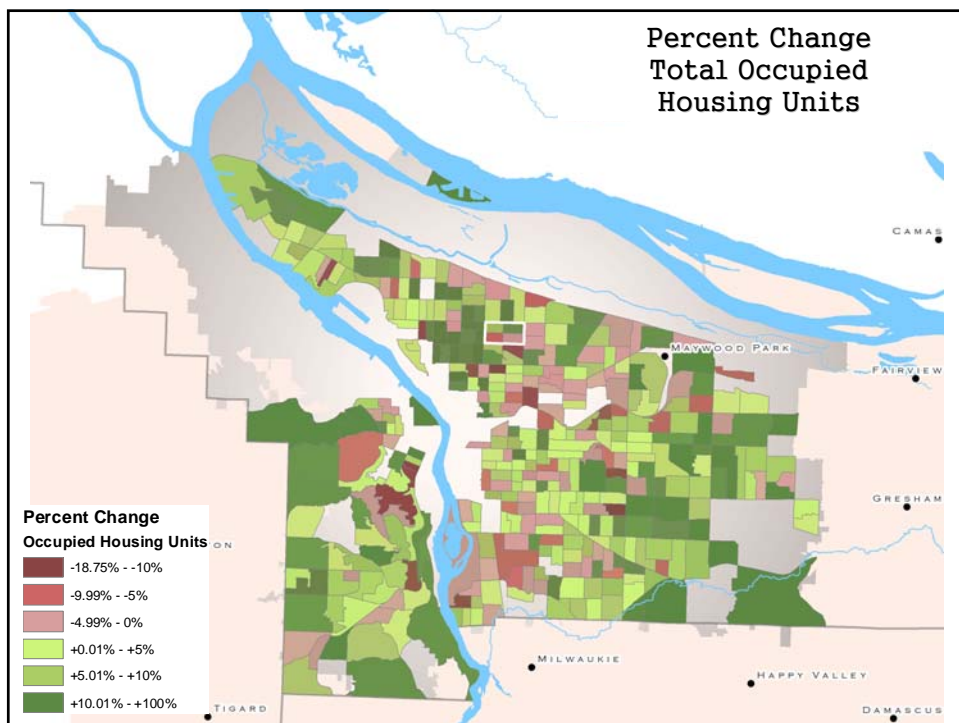 Percent Change
Total Occupied
Housing Units
CAMAS
MAYWOOD PARK
FAIRVIEW
GRESHAM
Percent Change
Occupied Housing Units
ON
-18.75% - -10%
-9.99% - -5%
-4.99% - 0%
+0.01% - +5%
+5.01% - +10%
+10.01% - +100%
MILWAUKIE
HAPPY VALLEY
TIGARD
DAMASCUS